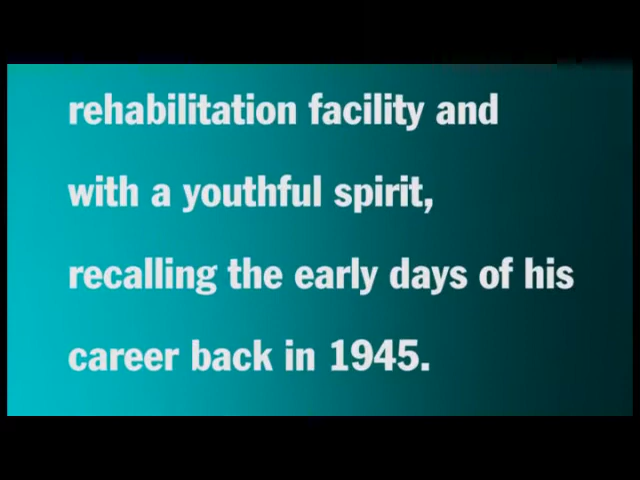 rehabilitation facility and
with a youthful spirit,
recalling the early days of his
career back in 1945.